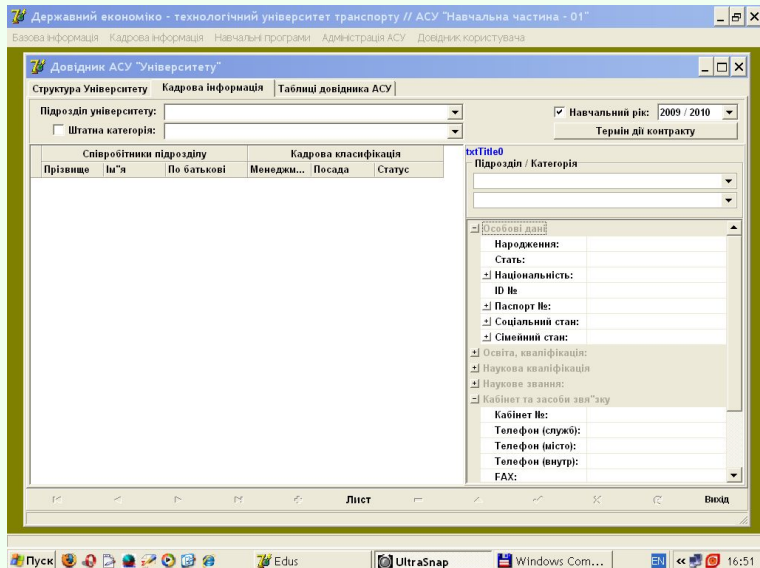 Державний економіко - технологічний університет транспорту // АСУ "Навчальна частина - 01"
Базова інформація Кадрова інформація Навчальні програми Адміністрація АСУ Довідник користувача
Довідник АСУ "Університету"
Структура Університету Кадрова інформація Таблиці довідника АСУ
Підрозділ університету: Навчальний рік: 2009 / 2010
Штатна категорія: Термін дії контракту
Співробітники підрозділу Кадрова класифікація txtTitle0
Підрозділ / Категорія
Прізвище Ім"я По батькові Менеджм... Посада Статус
Особові дані
Народження:
Стать:
Національність:
ID №
Паспорт №:
Соціальний стан:
Сімейний стан:
Освіта, кваліфікація:
Наукова кваліфікація
Наукове звання:
Кабінет та засоби звя"зку
Кабінет №:
Телефон (служб):
Телефон (місто):
Телефон (внутр):
FAX:
Лист Вихід
Пуск Edus UltraSnap Windows Com... EN 16:51